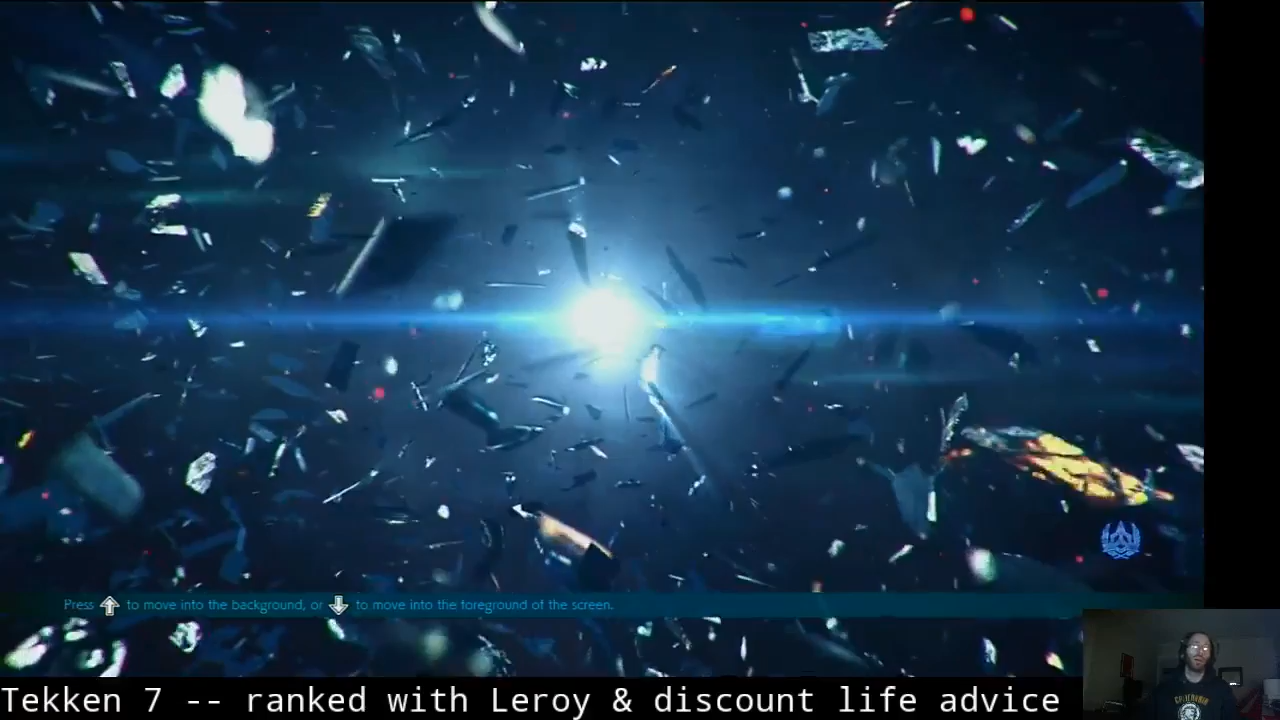 Press to move into the background, or to move into the foreground of the screen.
Tekken 7 -- ranked with Leroy & discount life advice